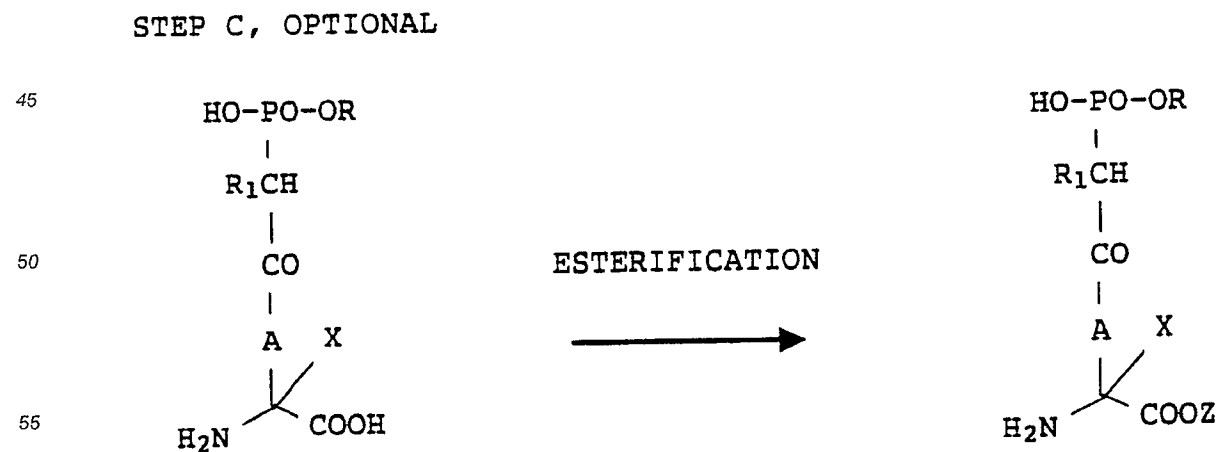 STEP C, OPTIONAL
45
HO-PO-OR
R₁CH
CO
A X
H₂N COOH
50
ESTERIFICATION
55
HO-PO-OR
R₁CH
CO
A X
H₂N COOZ